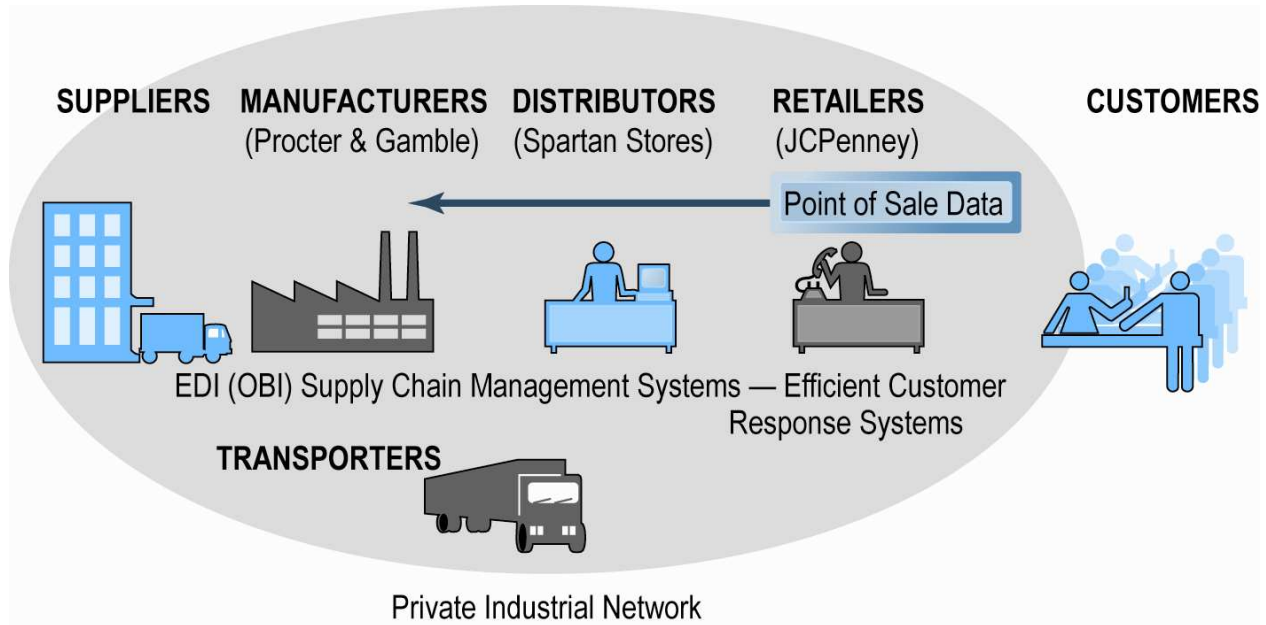 SUPPLIERS
MANUFACTURERS
(Procter & Gamble)
DISTRIBUTORS
(Spartan Stores)
RETAILERS
(JCPenney)
CUSTOMERS
Point of Sale Data
EDI (OBI) Supply Chain Management Systems — Efficient Customer
Response Systems
TRANSPORTERS
Private Industrial Network